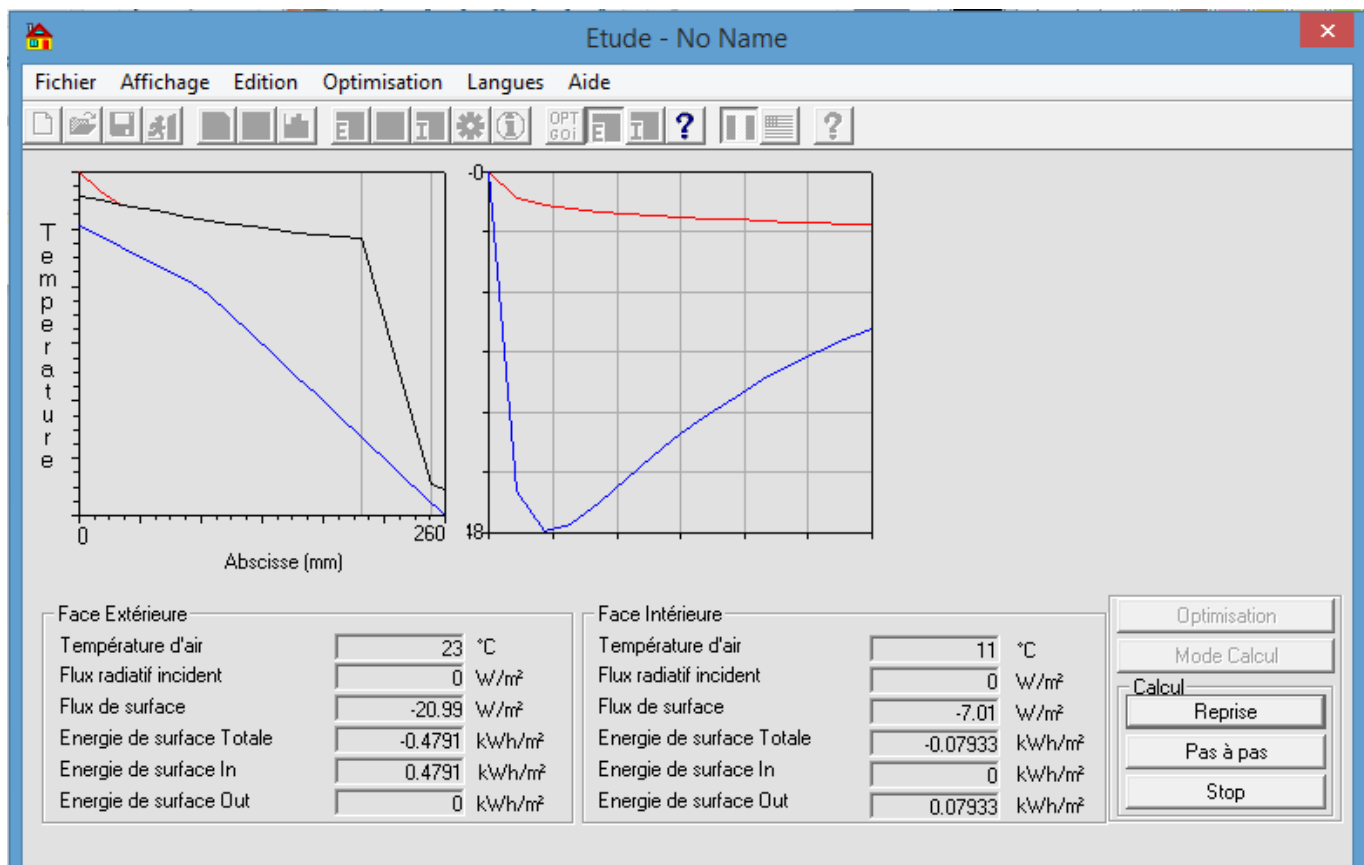 Etude - No Name
Fichier Affichage Edition Optimisation Langues Aide
E I OPT GOi E I ? ?
Temperature
0 260
Abscisse (mm)
-0
18
Face Extérieure
Température d'air 23 °C
Flux radiatif incident 0 W/m²
Flux de surface -20.99 W/m²
Energie de surface Totale -0.4791 kWh/m²
Energie de surface In 0.4791 kWh/m²
Energie de surface Out 0 kWh/m²
Face Intérieure
Température d'air 11 °C
Flux radiatif incident 0 W/m²
Flux de surface -7.01 W/m²
Energie de surface Totale -0.07933 kWh/m²
Energie de surface In 0 kWh/m²
Energie de surface Out 0.07933 kWh/m²
Optimisation
Mode Calcul
Calcul
Reprise
Pas à pas
Stop